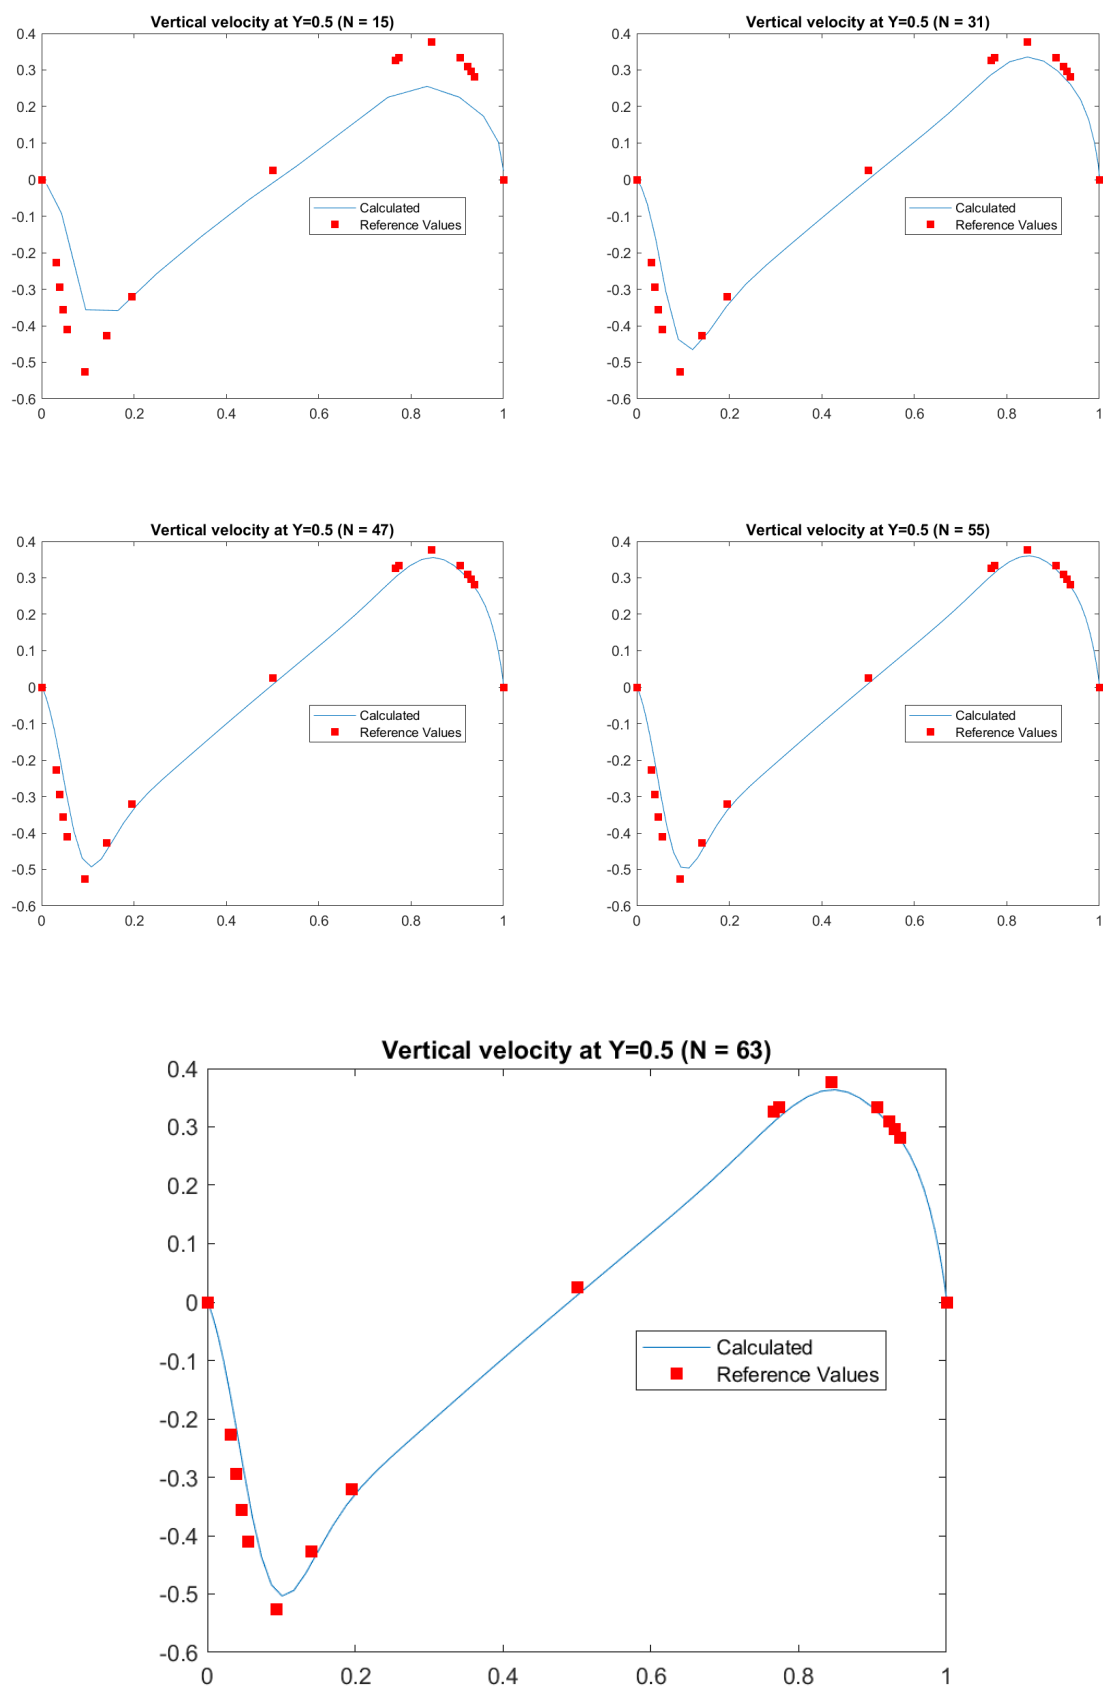 Vertical velocity at Y=0.5 (N = 15)
0.4
0.3
0.2
0.1
0
-0.1
-0.2
-0.3
-0.4
-0.5
-0.6
0 0.2 0.4 0.6 0.8 1
Calculated
Reference Values
Vertical velocity at Y=0.5 (N = 31)
0.4
0.3
0.2
0.1
0
-0.1
-0.2
-0.3
-0.4
-0.5
-0.6
0 0.2 0.4 0.6 0.8 1
Calculated
Reference Values
Vertical velocity at Y=0.5 (N = 47)
0.4
0.3
0.2
0.1
0
-0.1
-0.2
-0.3
-0.4
-0.5
-0.6
0 0.2 0.4 0.6 0.8 1
Calculated
Reference Values
Vertical velocity at Y=0.5 (N = 55)
0.4
0.3
0.2
0.1
0
-0.1
-0.2
-0.3
-0.4
-0.5
-0.6
0 0.2 0.4 0.6 0.8 1
Calculated
Reference Values
Vertical velocity at Y=0.5 (N = 63)
0.4
0.3
0.2
0.1
0
-0.1
-0.2
-0.3
-0.4
-0.5
-0.6
0 0.2 0.4 0.6 0.8 1
Calculated
Reference Values